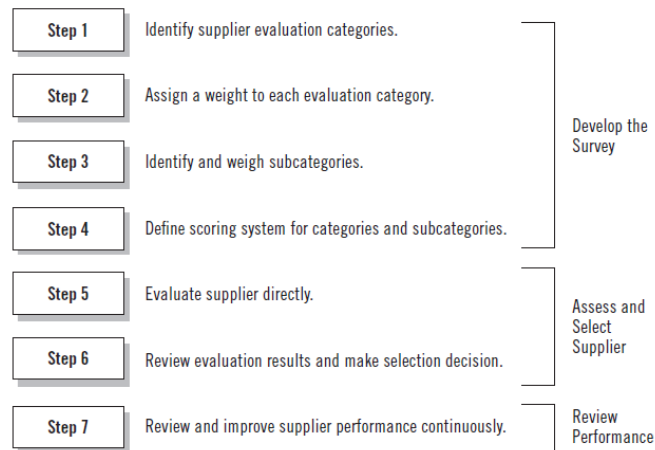 Step 1
Identify supplier evaluation categories.
Step 2
Assign a weight to each evaluation category.
Step 3
Identify and weigh subcategories.
Step 4
Define scoring system for categories and subcategories.
Develop the
Survey
Step 5
Evaluate supplier directly.
Step 6
Review evaluation results and make selection decision.
Assess and
Select
Supplier
Step 7
Review and improve supplier performance continuously.
Review
Performance